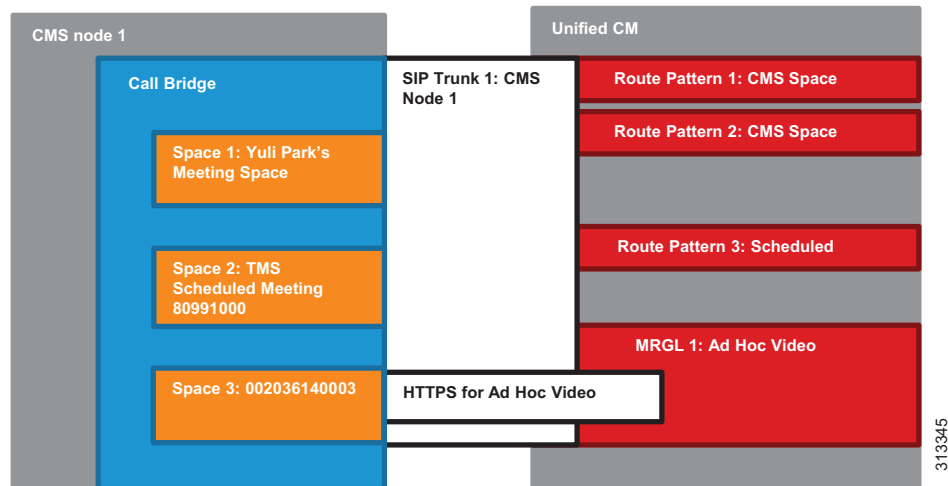 CMS node 1
Call Bridge
Space 1: Yuli Park's
Meeting Space
Space 2: TMS
Scheduled Meeting
80991000
Space 3: 002036140003
SIP Trunk 1: CMS
Node 1
HTTPS for Ad Hoc Video
Unified CM
Route Pattern 1: CMS Space
Route Pattern 2: CMS Space
Route Pattern 3: Scheduled
MRGL 1: Ad Hoc Video
313345